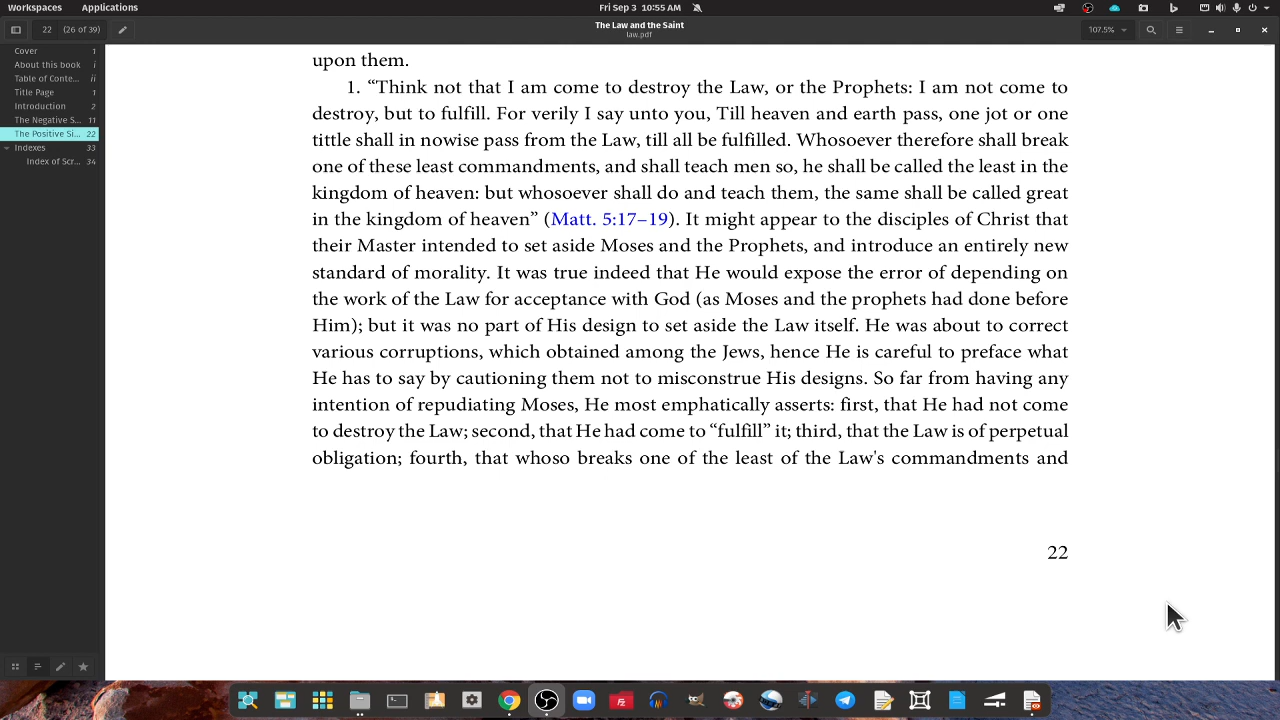 Workspaces Applications Fri Sep 3 10:55 AM
22 (26 of 39) The Law and the Saint 107.5%
law.pdf
Cover 1
About this book i
Table of Conte... ii
Title Page 1
Introduction 2
The Negative S... 11
The Positive Si... 22
Indexes 33
Index of Scr... 34
upon them.
1. “Think not that I am come to destroy the Law, or the Prophets: I am not come to
destroy, but to fulfill. For verily I say unto you, Till heaven and earth pass, one jot or one
tittle shall in nowise pass from the Law, till all be fulfilled. Whosoever therefore shall break
one of these least commandments, and shall teach men so, he shall be called the least in the
kingdom of heaven: but whosoever shall do and teach them, the same shall be called great
in the kingdom of heaven” (Matt. 5:17–19). It might appear to the disciples of Christ that
their Master intended to set aside Moses and the Prophets, and introduce an entirely new
standard of morality. It was true indeed that He would expose the error of depending on
the work of the Law for acceptance with God (as Moses and the prophets had done before
Him); but it was no part of His design to set aside the Law itself. He was about to correct
various corruptions, which obtained among the Jews, hence He is careful to preface what
He has to say by cautioning them not to misconstrue His designs. So far from having any
intention of repudiating Moses, He most emphatically asserts: first, that He had not come
to destroy the Law; second, that He had come to “fulfill” it; third, that the Law is of perpetual
obligation; fourth, that whoso breaks one of the least of the Law's commandments and
22